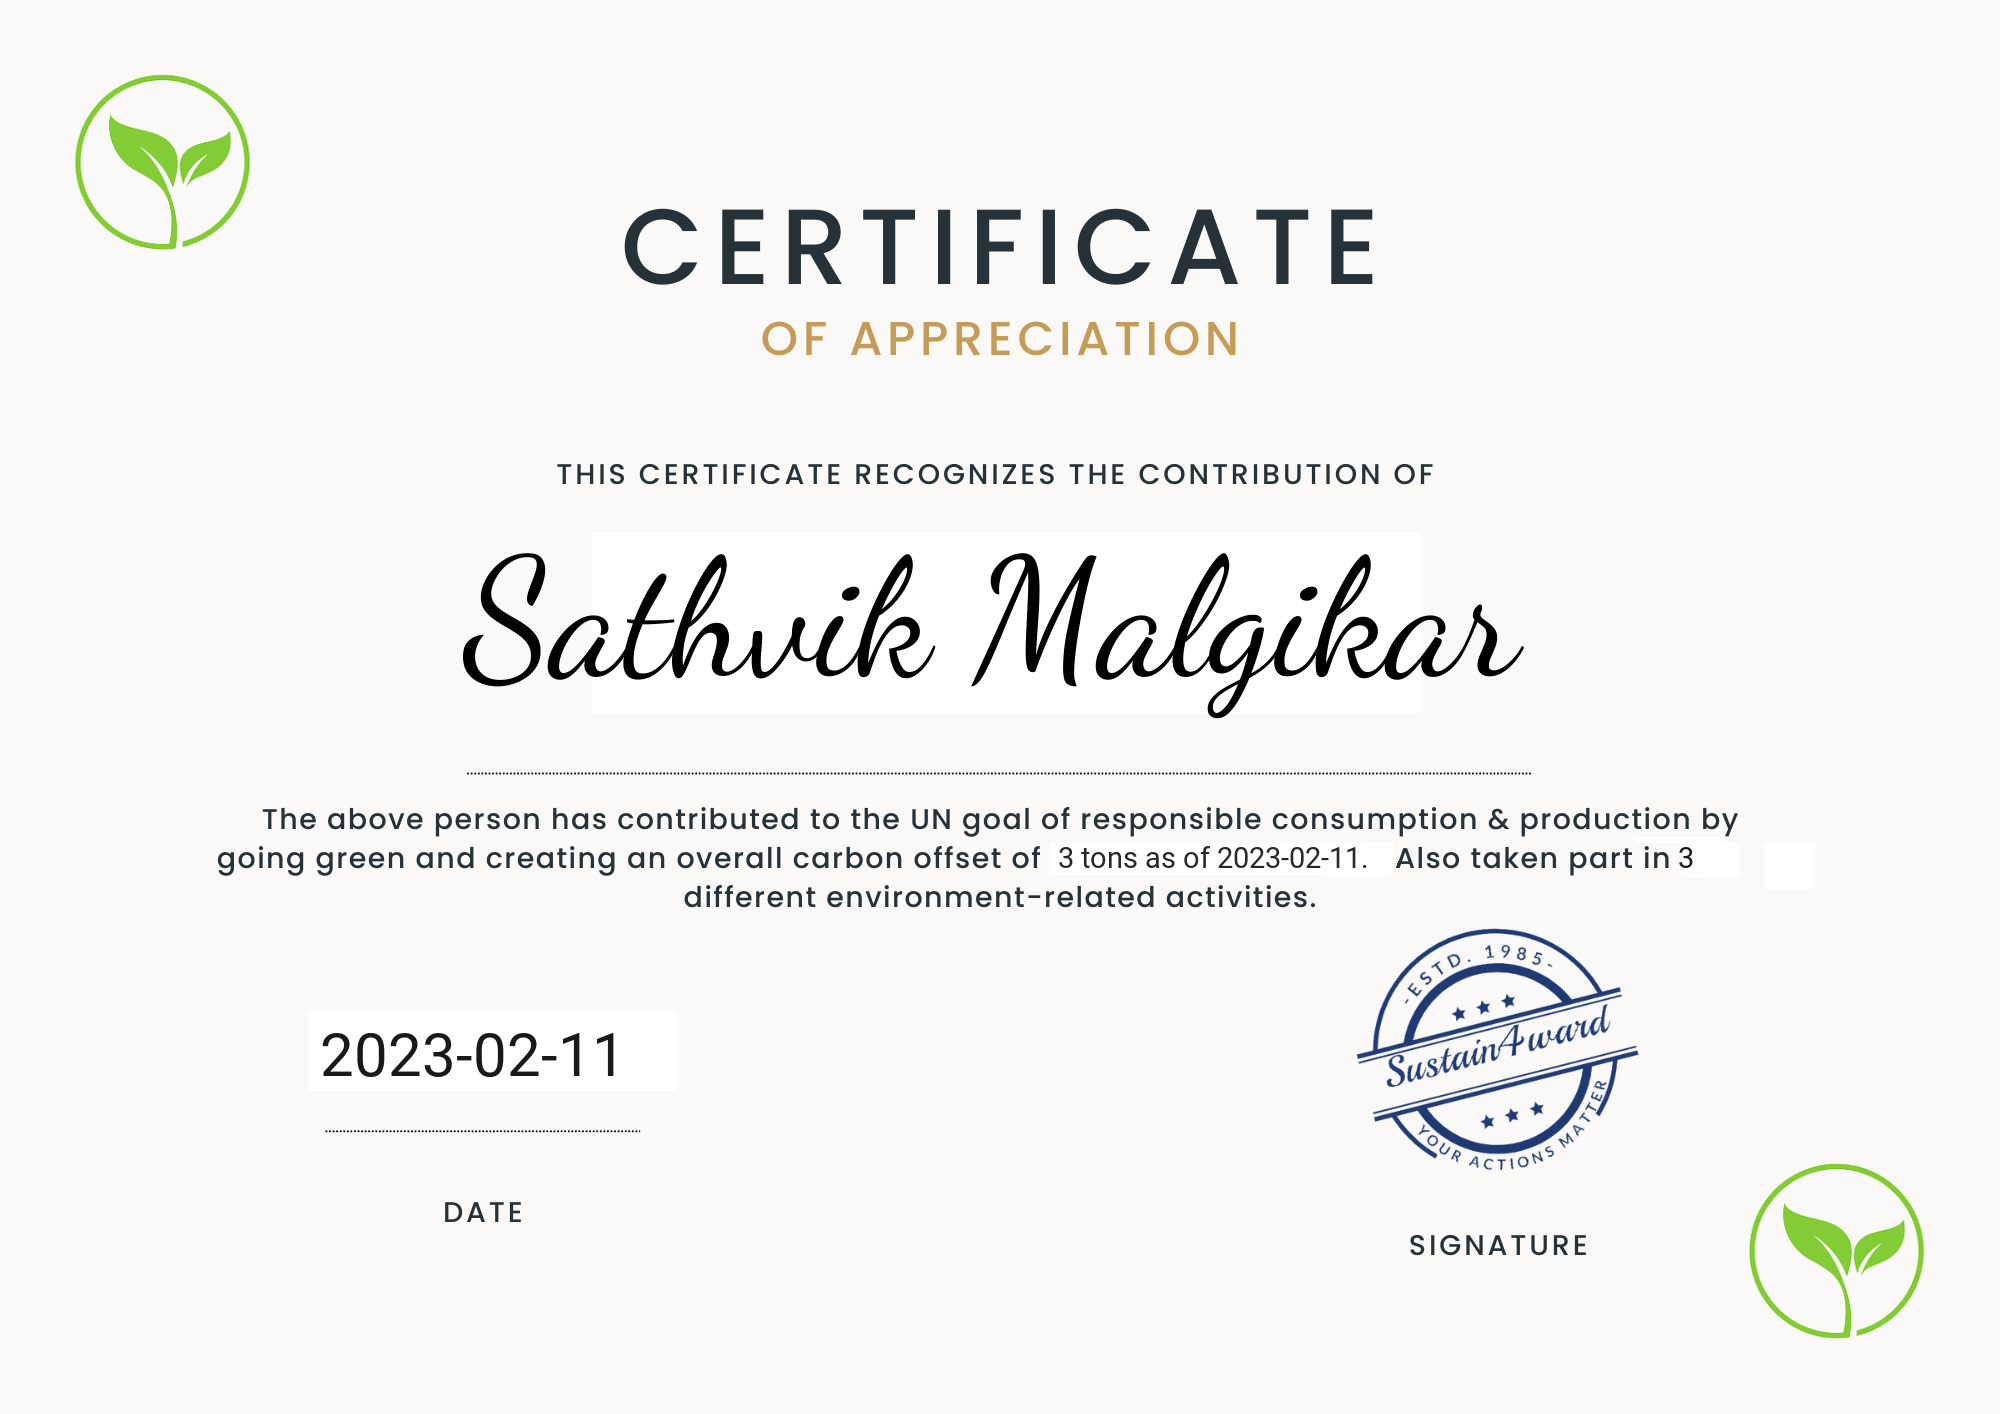 CERTIFICATE
OF APPRECIATION
THIS CERTIFICATE RECOGNIZES THE CONTRIBUTION OF
Sathvik Malgikar
The above person has contributed to the UN goal of responsible consumption & production by
going green and creating an overall carbon offset of 3 tons as of 2023-02-11. Also taken part in 3
different environment-related activities.
-ESTD. 1985-
SustainAward
YOUR ACTIONS MATTER
2023-02-11
DATE
SIGNATURE